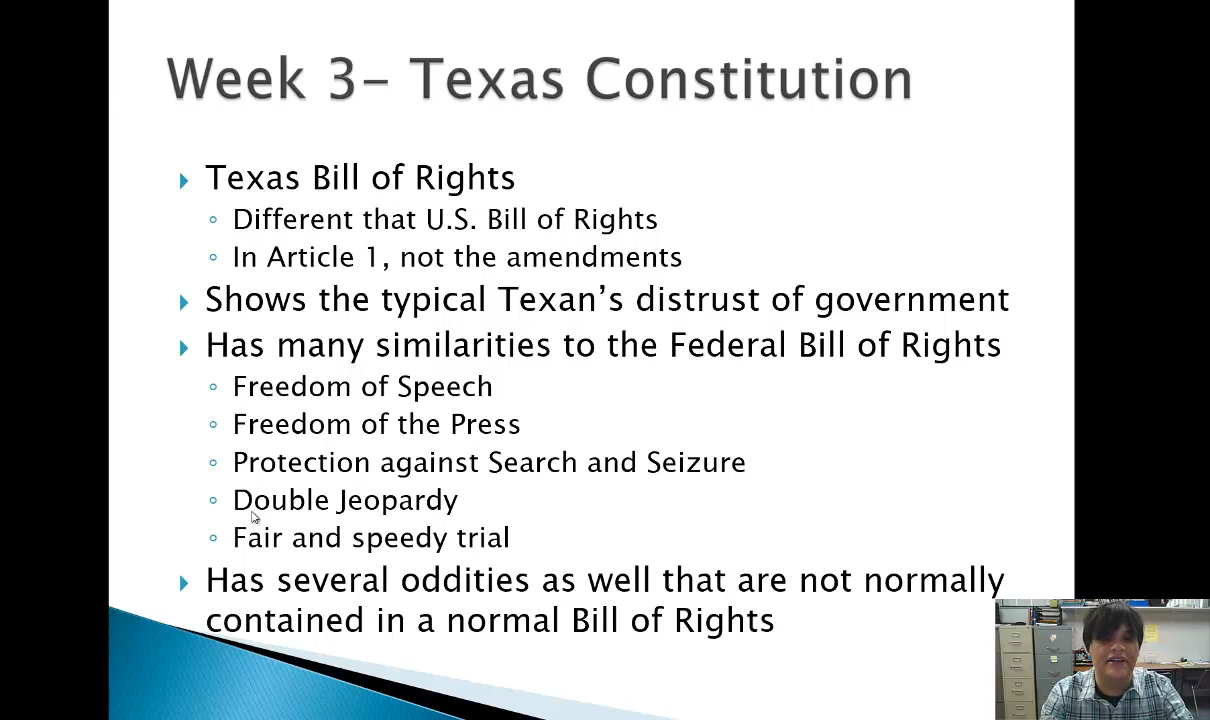 Week 3- Texas Constitution
Texas Bill of Rights
Different that U.S. Bill of Rights
In Article 1, not the amendments
Shows the typical Texan's distrust of government
Has many similarities to the Federal Bill of Rights
Freedom of Speech
Freedom of the Press
Protection against Search and Seizure
Double Jeopardy
Fair and speedy trial
Has several oddities as well that are not normally
contained in a normal Bill of Rights